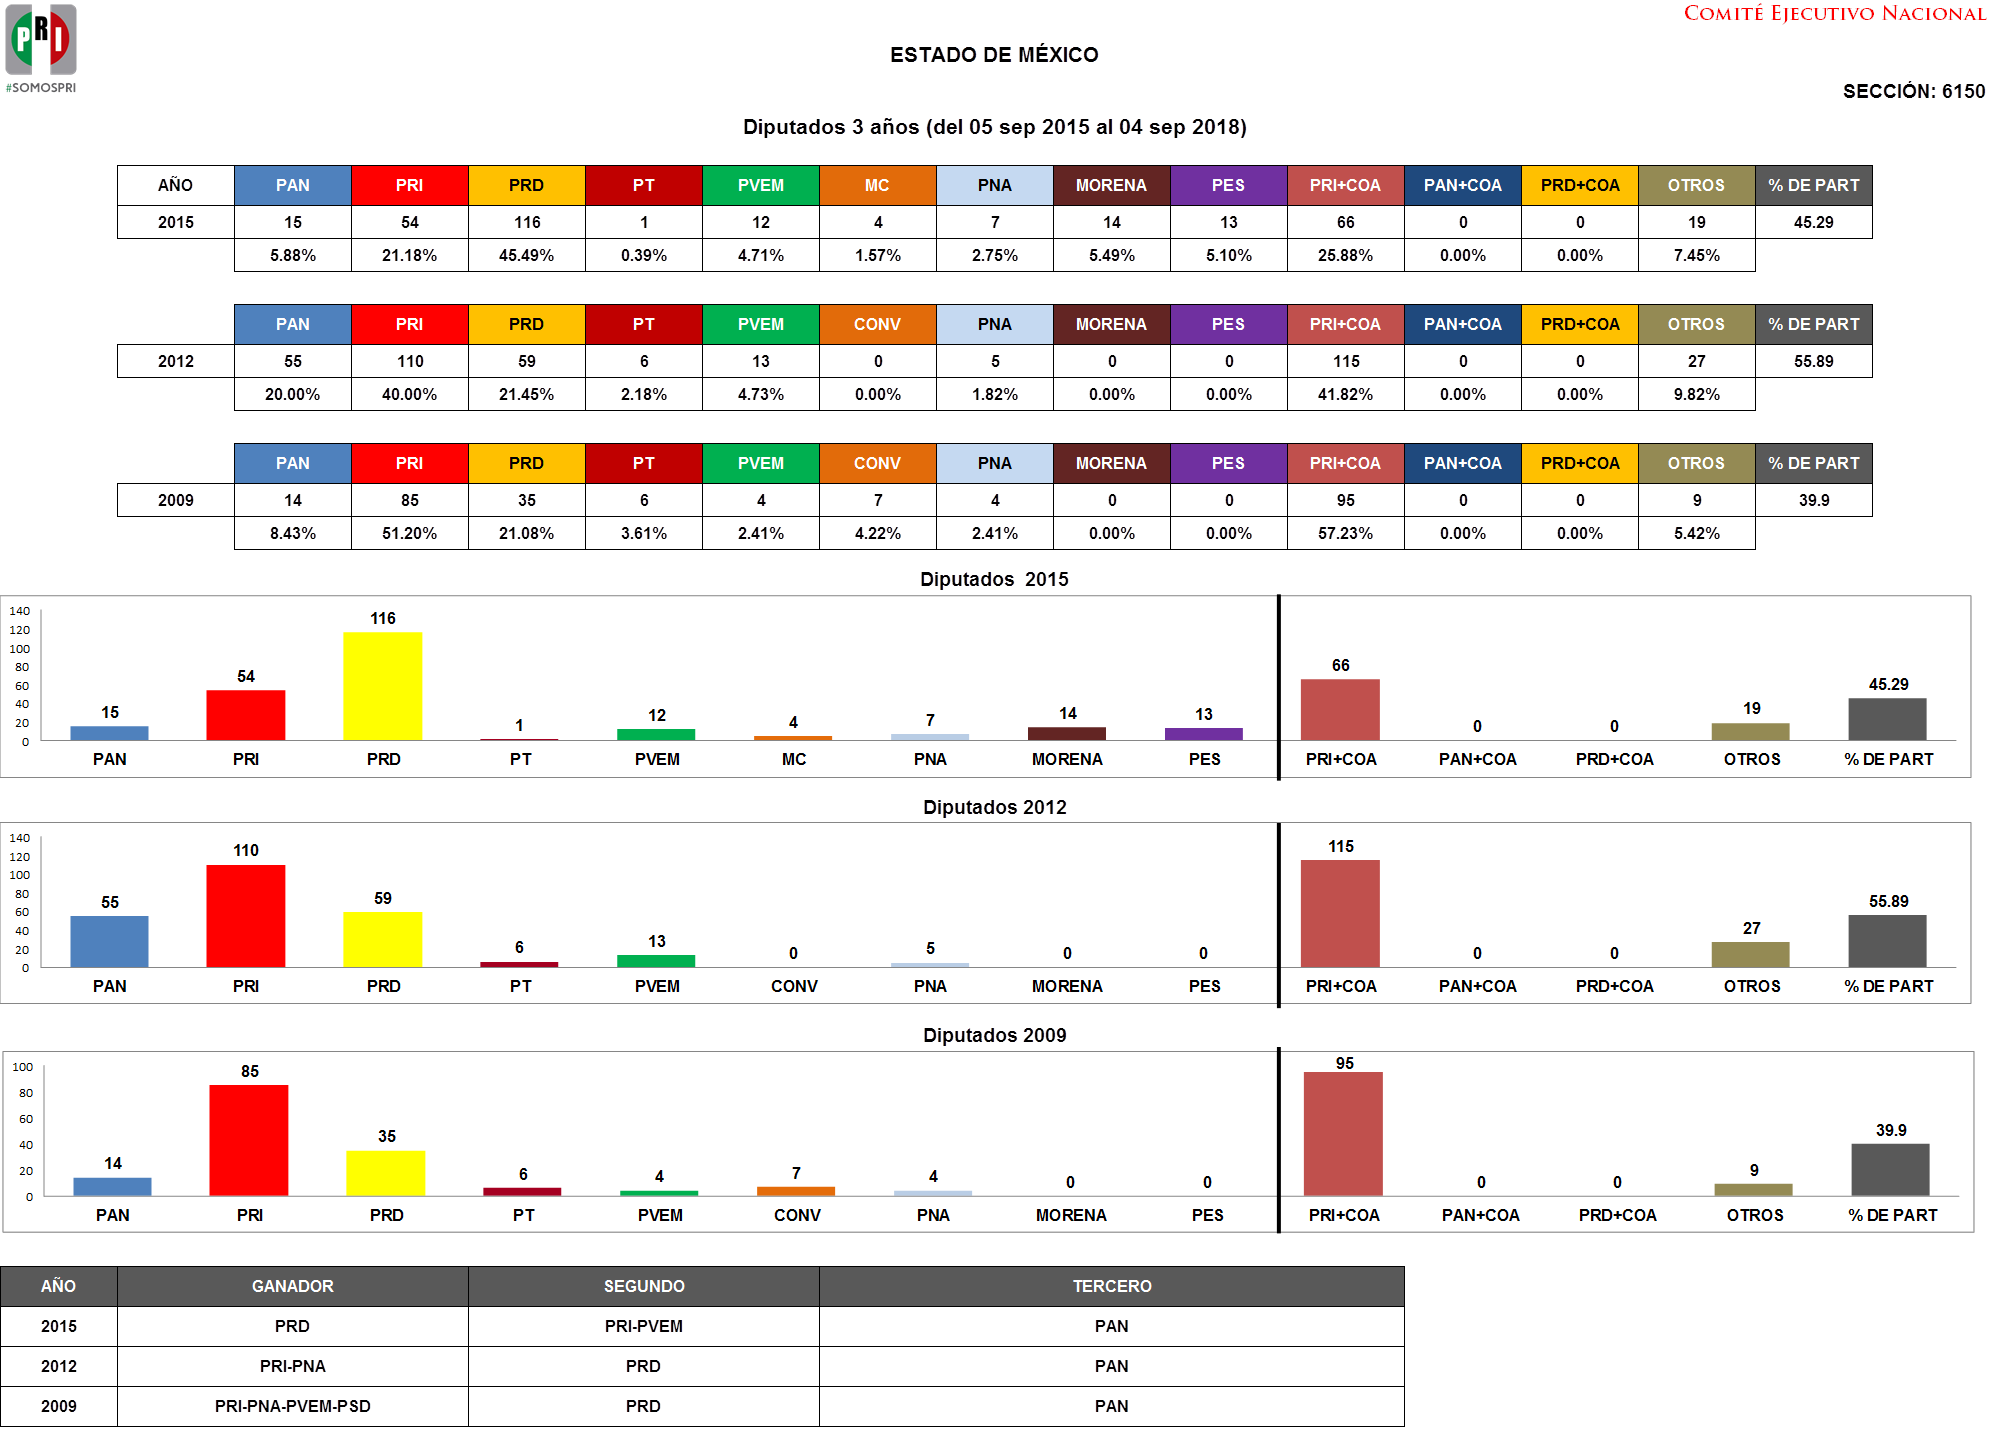 PRI
#SOMOSPRI
COMITÉ EJECUTIVO NACIONAL
ESTADO DE MÉXICO
SECCIÓN: 6150
Diputados 3 años (del 05 sep 2015 al 04 sep 2018)
AÑO PAN PRI PRD PT PVEM MC PNA MORENA PES PRI+COA PAN+COA PRD+COA OTROS % DE PART
2015 15 54 116 1 12 4 7 14 13 66 0 0 19 45.29
5.88% 21.18% 45.49% 0.39% 4.71% 1.57% 2.75% 5.49% 5.10% 25.88% 0.00% 0.00% 7.45%
PAN PRI PRD PT PVEM CONV PNA MORENA PES PRI+COA PAN+COA PRD+COA OTROS % DE PART
2012 55 110 59 6 13 0 5 0 0 115 0 0 27 55.89
20.00% 40.00% 21.45% 2.18% 4.73% 0.00% 1.82% 0.00% 0.00% 41.82% 0.00% 0.00% 9.82%
PAN PRI PRD PT PVEM CONV PNA MORENA PES PRI+COA PAN+COA PRD+COA OTROS % DE PART
2009 14 85 35 6 4 7 4 0 0 95 0 0 9 39.9
8.43% 51.20% 21.08% 3.61% 2.41% 4.22% 2.41% 0.00% 0.00% 57.23% 0.00% 0.00% 5.42%
Diputados 2015
140
120
100
80
60
40
20
0
15 54 116 1 12 4 7 14 13 66 0 0 19 45.29
PAN PRI PRD PT PVEM MC PNA MORENA PES PRI+COA PAN+COA PRD+COA OTROS % DE PART
Diputados 2012
140
120
100
80
60
40
20
0
55 110 59 6 13 0 5 0 0 115 0 0 27 55.89
PAN PRI PRD PT PVEM CONV PNA MORENA PES PRI+COA PAN+COA PRD+COA OTROS % DE PART
Diputados 2009
100
80
60
40
20
0
14 85 35 6 4 7 4 0 0 95 0 0 9 39.9
PAN PRI PRD PT PVEM CONV PNA MORENA PES PRI+COA PAN+COA PRD+COA OTROS % DE PART
AÑO GANADOR SEGUNDO TERCERO
2015 PRD PRI-PVEM PAN
2012 PRI-PNA PRD PAN
2009 PRI-PNA-PVEM-PSD PRD PAN